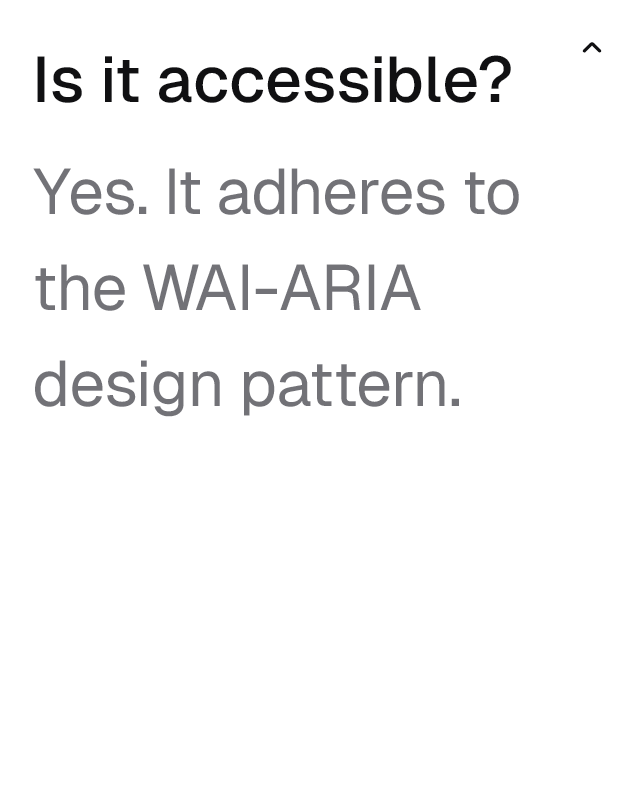 Is it accessible?
Yes. It adheres to
the WAI-ARIA
design pattern.